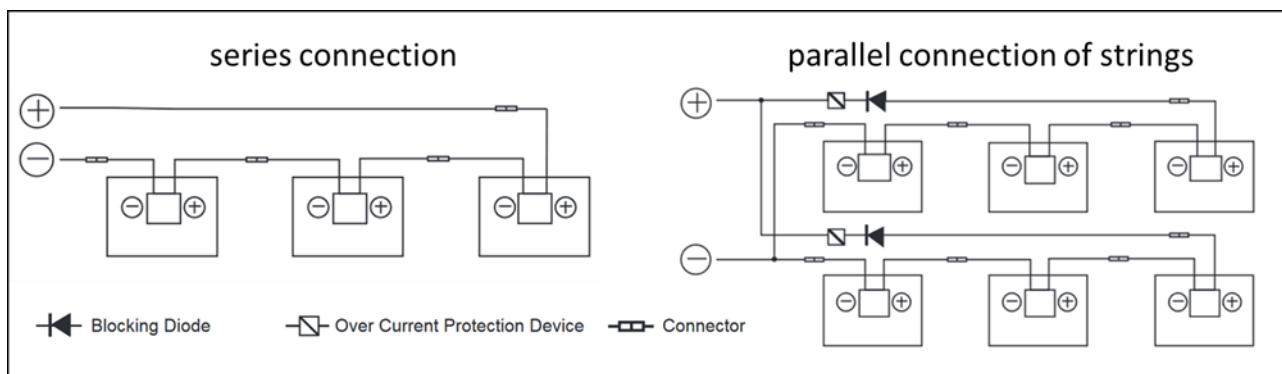 series connection
+
−
− + − + − +
parallel connection of strings
+
− + − + − +
−
− + − + − +
Blocking Diode
Over Current Protection Device
Connector